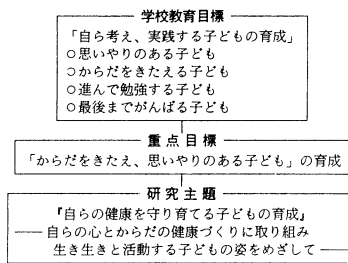 学校教育目標
「自ら考え、実践する子どもの育成」
○思いやりのある子ども
○からだをきたえる子ども
○進んで勉強する子ども
○最後までがんばる子ども
重点目標
「からだをきたえ、思いやりのある子ども」の育成
研究主題
『自らの健康を守り育てる子どもの育成』
――自らの心とからだの健康づくりに取り組み
生き生きと活動する子どもの姿をめざして――